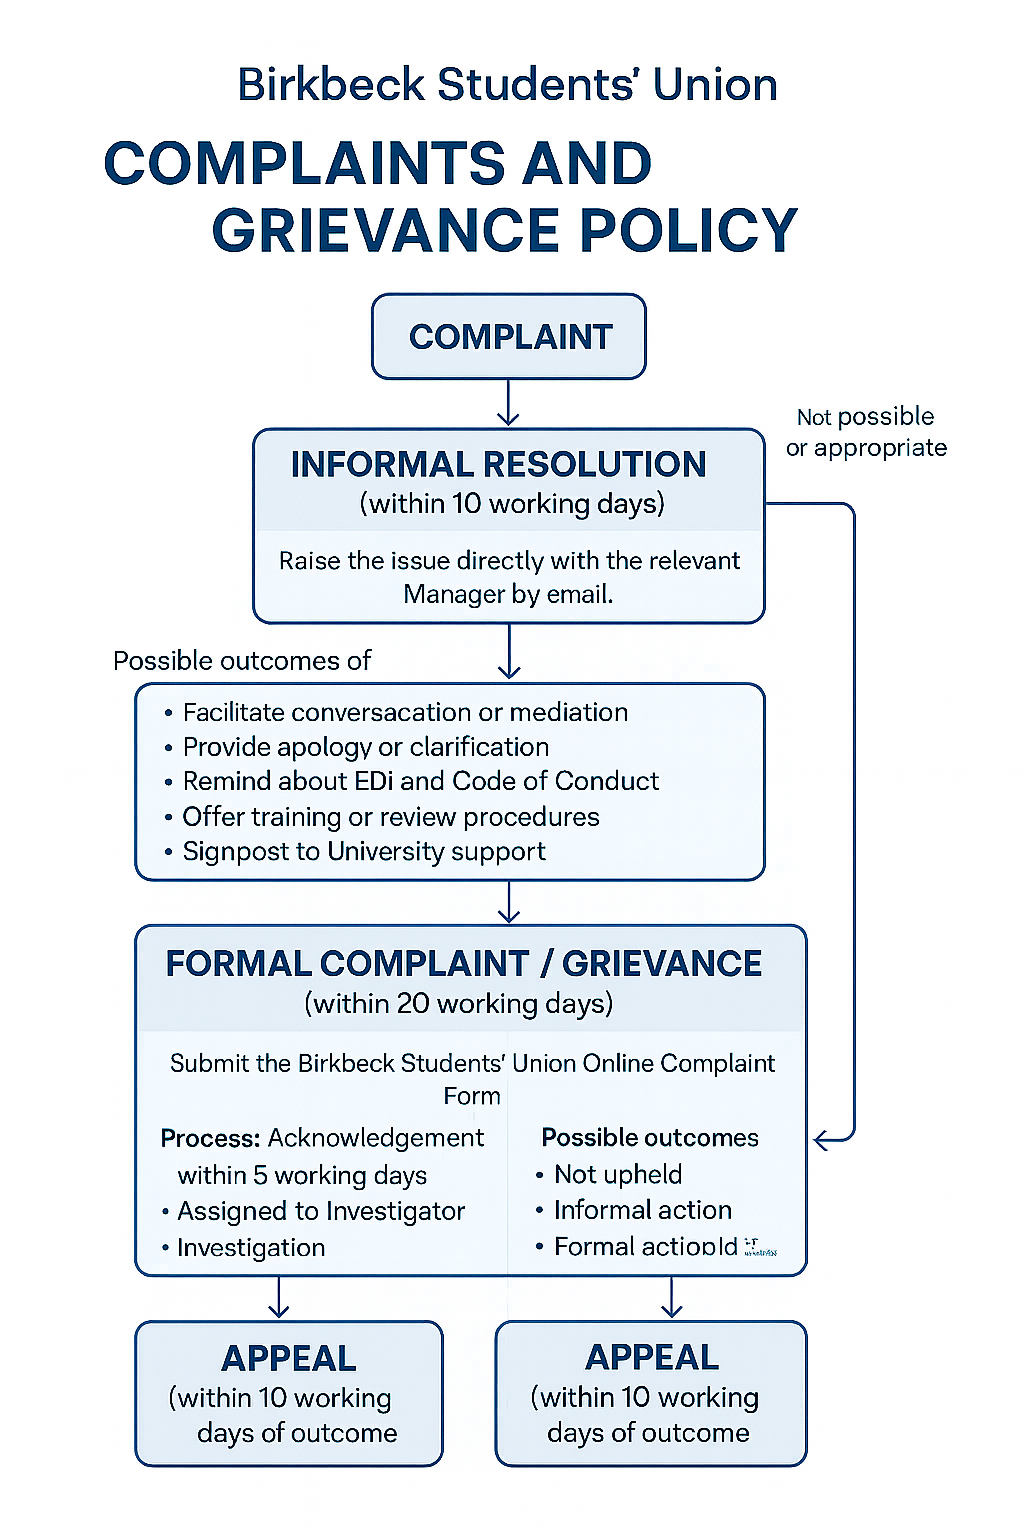 Birkbeck Students' Union
COMPLAINTS AND
GRIEVANCE POLICY
COMPLAINT
Not possible
or appropriate
INFORMAL RESOLUTION
(within 10 working days)
Raise the issue directly with the relevant
Manager by email.
Possible outcomes of
• Facilitate conversacation or mediation
• Provide apology or clarification
• Remind about EDi and Code of Conduct
• Offer training or review procedures
• Signpost to University support
FORMAL COMPLAINT / GRIEVANCE
(within 20 working days)
Submit the Birkbeck Students' Union Online Complaint
Form
Process: Acknowledgement
within 5 working days
• Assigned to Investigator
• Investigation
Possible outcomes
• Not upheld
• Informal action
• Formal actiopld
APPEAL
(within 10 working
days of outcome
APPEAL
(within 10 working
days of outcome